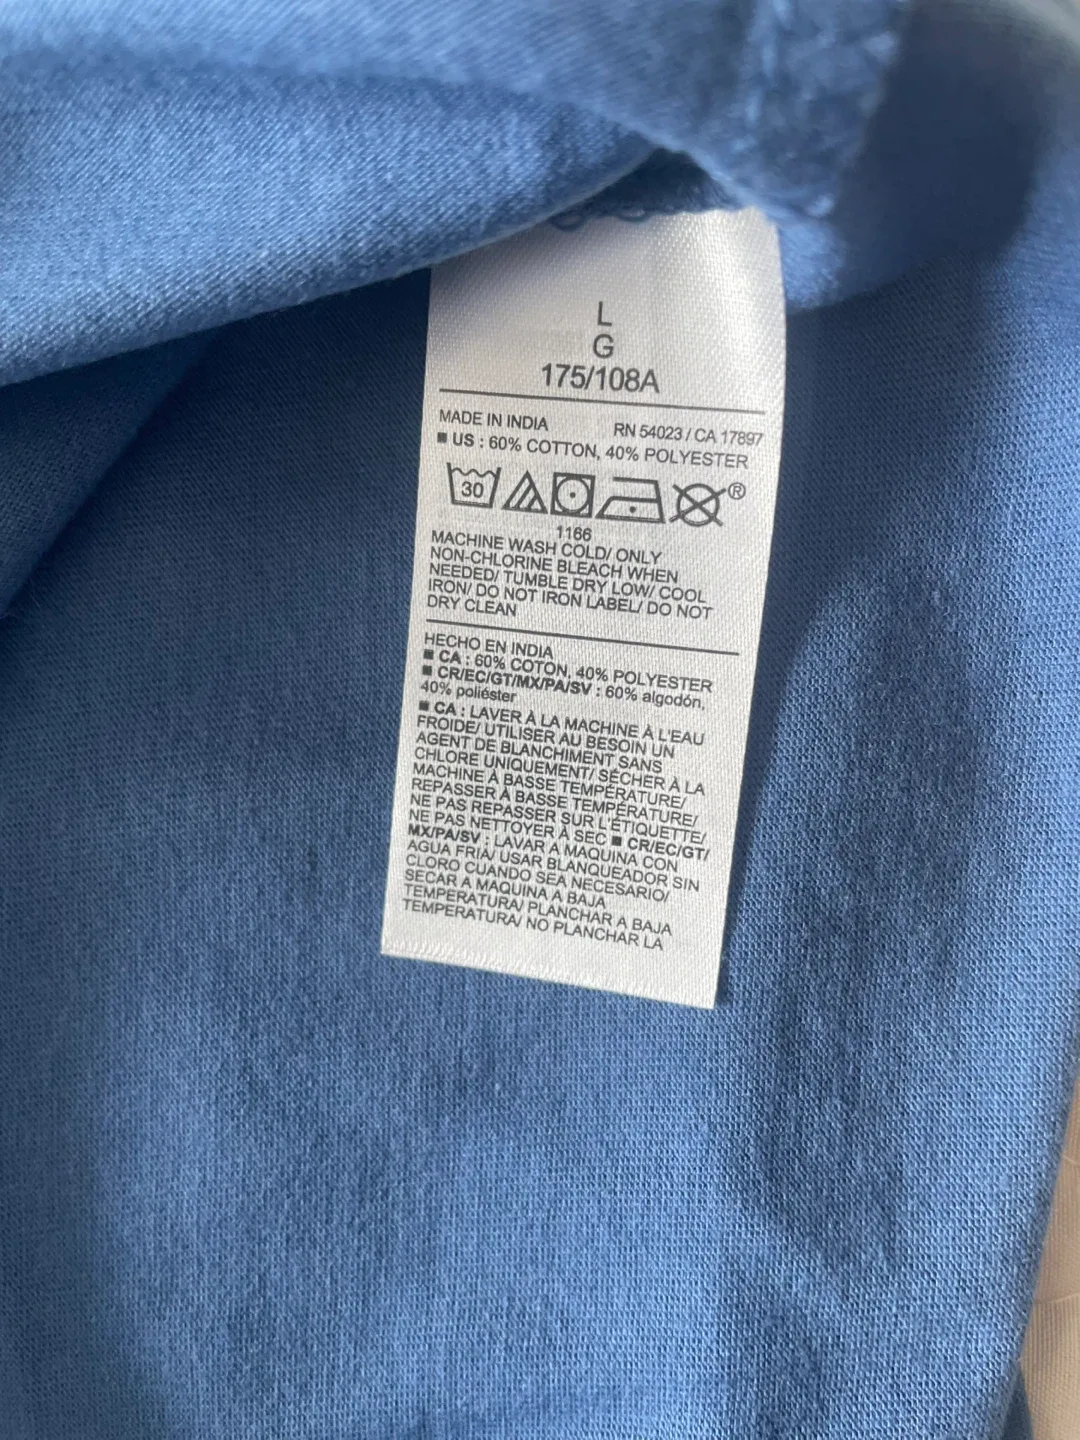 L
G
175/108A
MADE IN INDIA RN 54023 / CA 17897
■ US : 60% COTTON, 40% POLYESTER
30 ®
1166
MACHINE WASH COLD/ ONLY
NON-CHLORINE BLEACH WHEN
NEEDED/ TUMBLE DRY LOW/ COOL
IRON/ DO NOT IRON LABEL/ DO NOT
DRY CLEAN
HECHO EN INDIA
■ CA : 60% COTON, 40% POLYESTER
■ CR/EC/GT/MX/PA/SV : 60% algodón,
40% poliéster
■ CA : LAVER À LA MACHINE À L'EAU
FROIDE/ UTILISER AU BESOIN UN
AGENT DE BLANCHIMENT SANS
CHLORE UNIQUEMENT/ SÉCHER À LA
MACHINE À BASSE TEMPÉRATURE/
REPASSER À BASSE TEMPÉRATURE/
NE PAS REPASSER SUR L'ÉTIQUETTE/
NE PAS NETTOYER À SEC ■ CR/EC/GT/
MX/PA/SV : LAVAR A MAQUINA CON
AGUA FRIA/ USAR BLANQUEADOR SIN
CLORO CUANDO SEA NECESARIO/
SECAR A MAQUINA A BAJA
TEMPERATURA/ PLANCHAR A BAJA
TEMPERATURA/ NO PLANCHAR LA